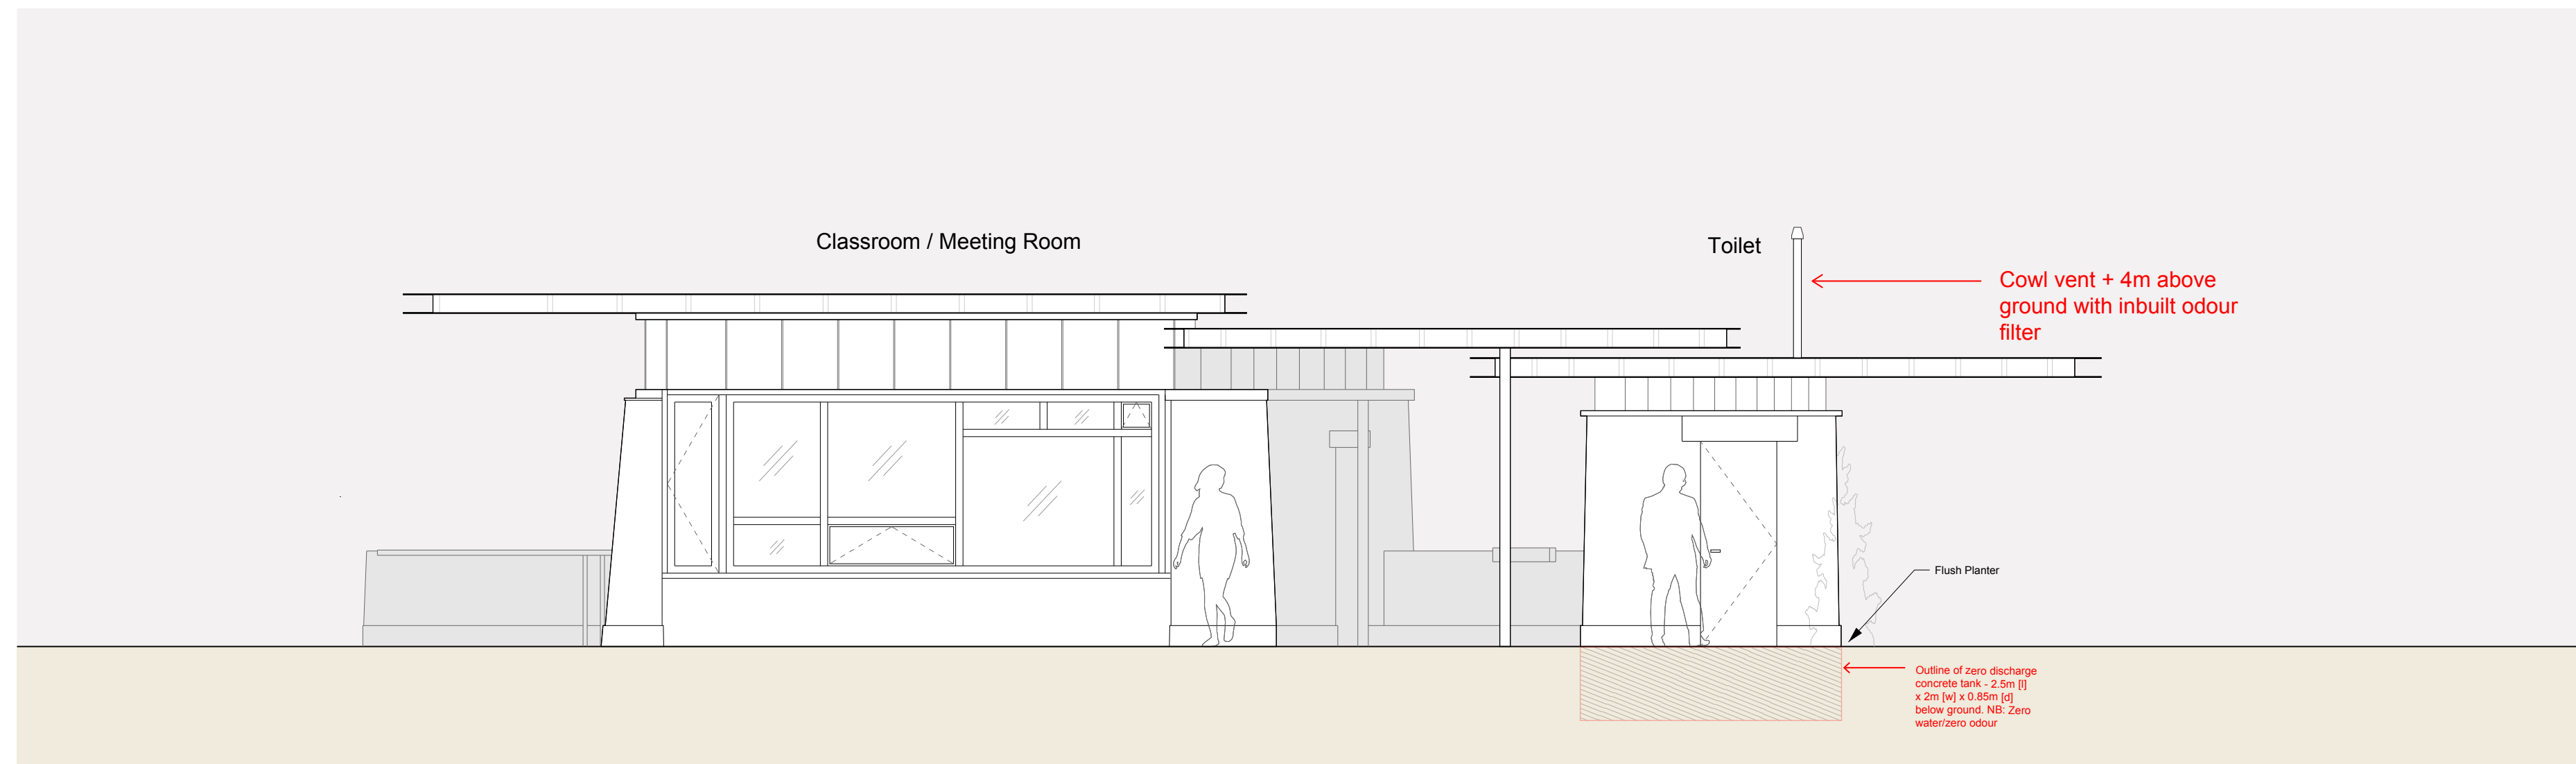 Classroom / Meeting Room
Toilet
Cowl vent + 4m above
ground with inbuilt odour
filter
Flush Planter
Outline of zero discharge
concrete tank - 2.5m [l]
x 2m [w] x 0.85m [d]
below ground. NB: Zero
water/zero odour